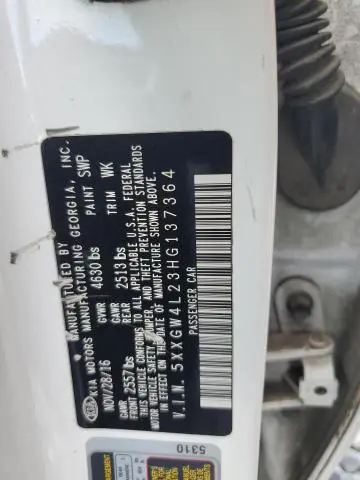 MANUFACTURED BY
KIA MOTORS MANUFACTURING GEORGIA, INC.
NOV/28/16 GVWR 4630 lbs PAINT SWP
GAWR FRONT 2557 lbs GAWR REAR 2513 lbs TRIM WK
THIS VEHICLE CONFORMS TO ALL APPLICABLE U.S.A. FEDERAL
MOTOR VEHICLE SAFETY, BUMPER, AND THEFT PREVENTION STANDARDS
IN EFFECT ON THE DATE OF MANUFACTURE SHOWN ABOVE.
V.I.N. 5XXGW4L23HG137364
PASSENGER CAR
5310